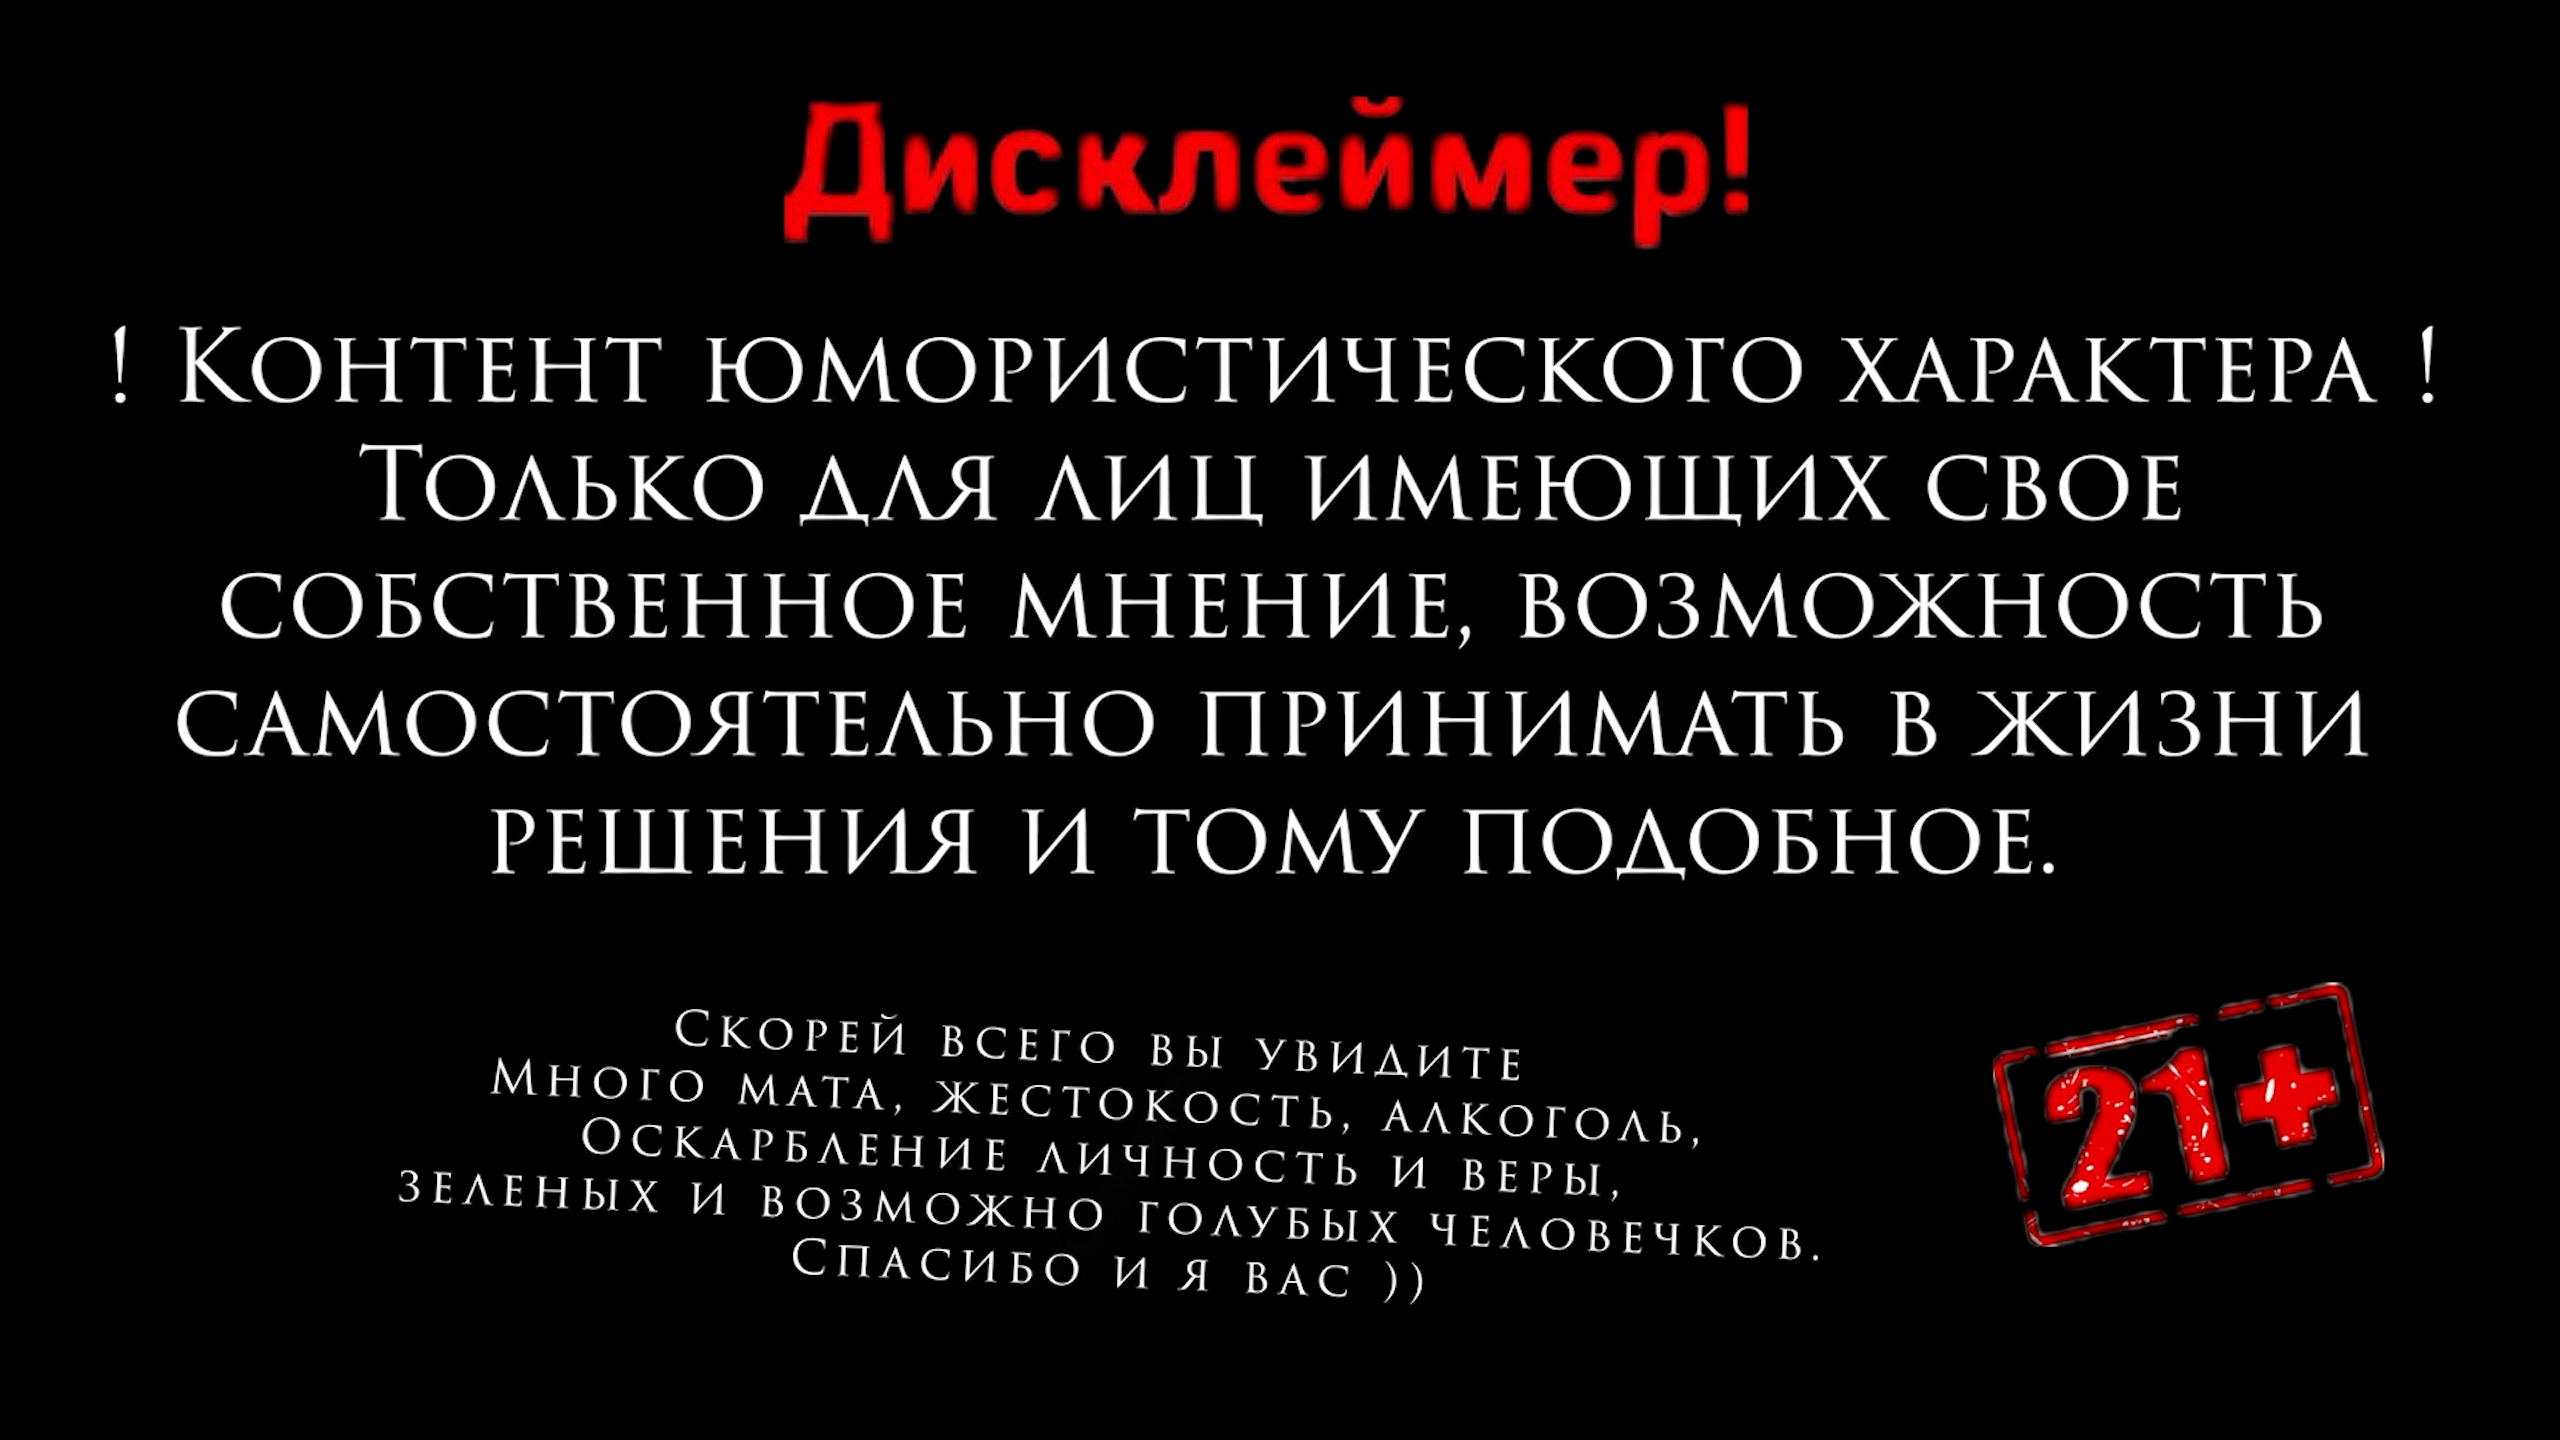 Дисклеймер!
! Контент юмористического характера !
Только для лиц имеющих свое
собственное мнение, возможность
самостоятельно принимать в жизни
решения и тому подобное.
Скорей всего вы увидите
Много мата, жестокость, алкоголь,
Оскарбление личность и веры,
зеленых и возможно голубых человечков.
Спасибо и я вас ))
21+